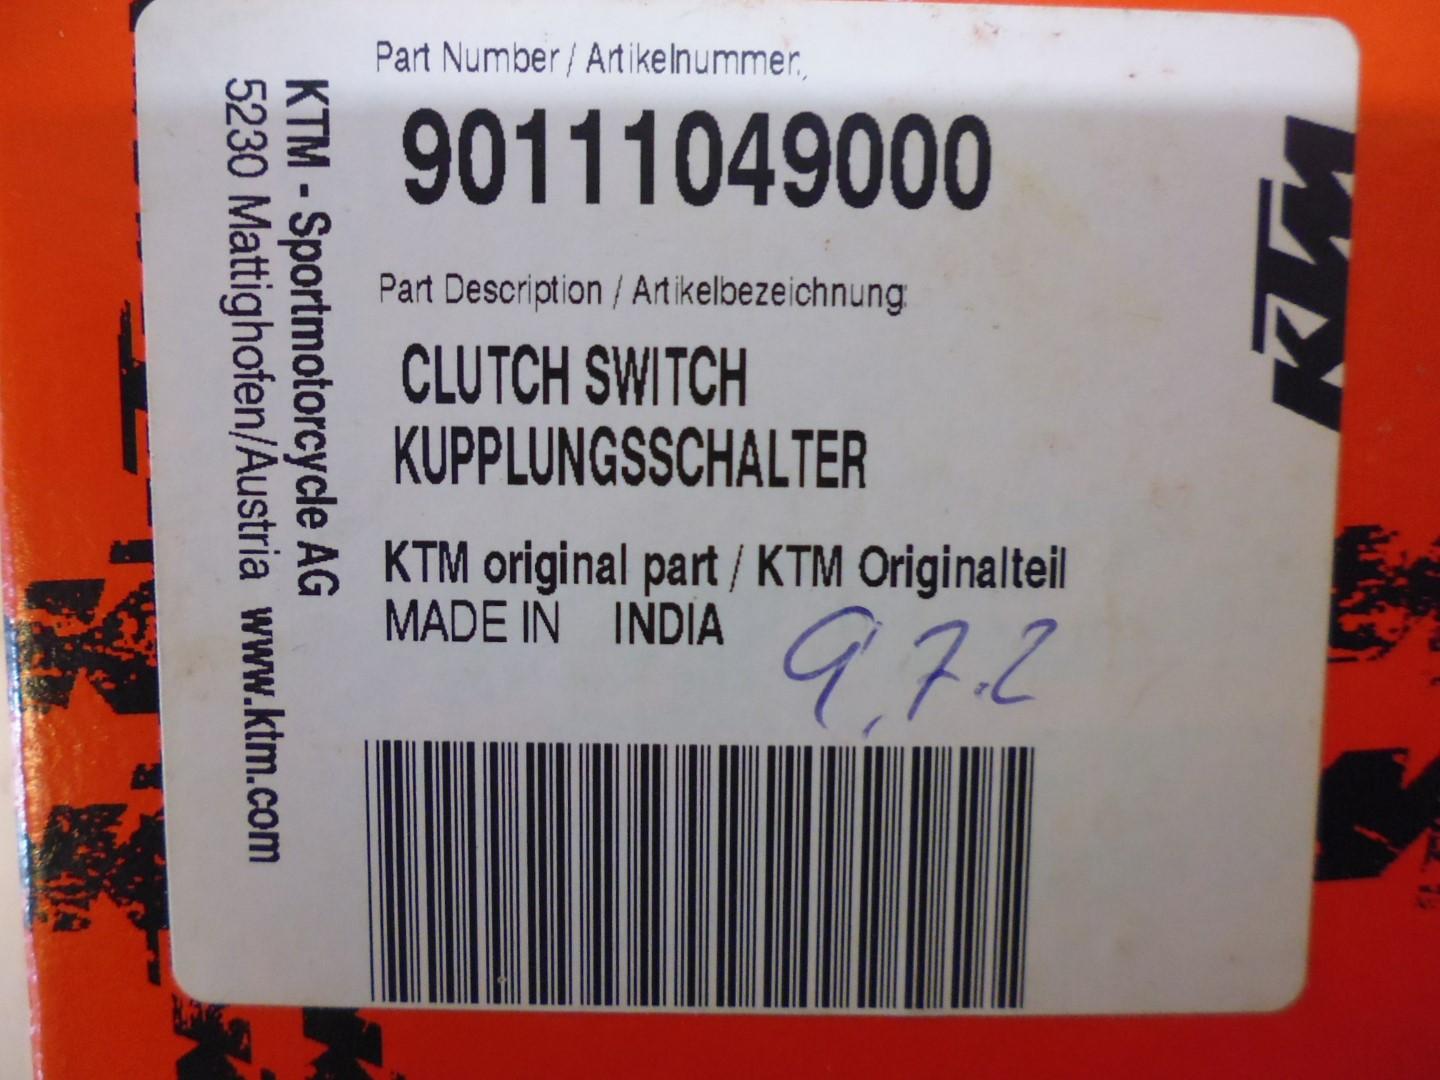 Part Number / Artikelnummer:
90111049000
Part Description / Artikelbezeichnung:
CLUTCH SWITCH
KUPPLUNGSSCHALTER
KTM original part / KTM Originalteil
MADE IN INDIA
9.7.2
KTM - Sportmotorcycle AG
5230 Mattighofen/Austria www.ktm.com
KTM